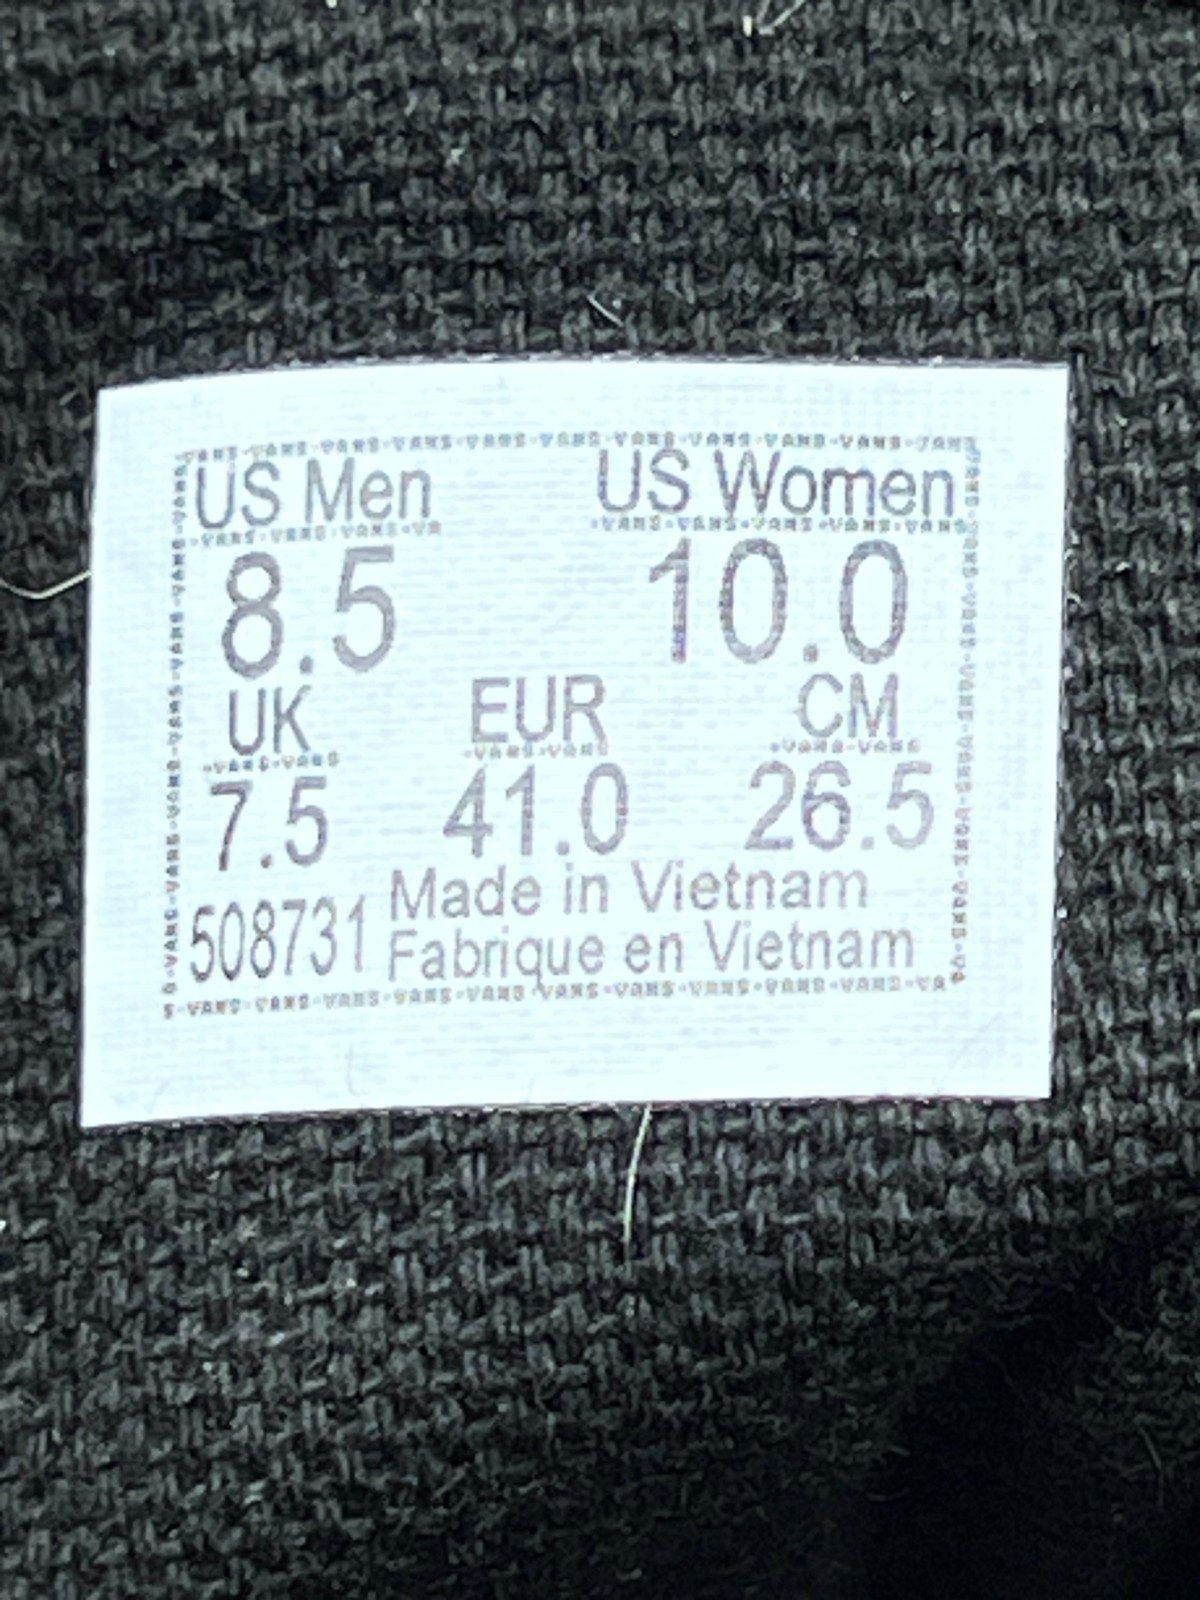 US Men US Women
8.5 10.0
UK EUR CM
7.5 41.0 26.5
508731 Made in Vietnam
Fabrique en Vietnam